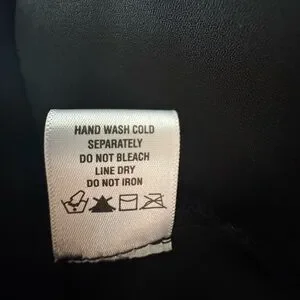 HAND WASH COLD
SEPARATELY
DO NOT BLEACH
LINE DRY
DO NOT IRON